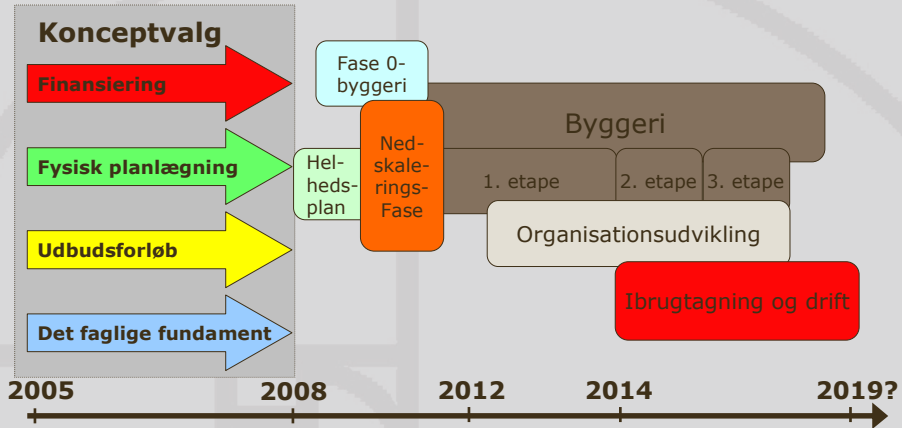 Konceptvalg
Finansiering
Fysisk planlægning
Udbudsforløb
Det faglige fundament
Fase 0-
byggeri
Hel-
heds-
plan
Ned-
skale-
rings-
Fase
Byggeri
1. etape
2. etape
3. etape
Organisationsudvikling
Ibrugtagning og drift
2005
2008
2012
2014
2019?